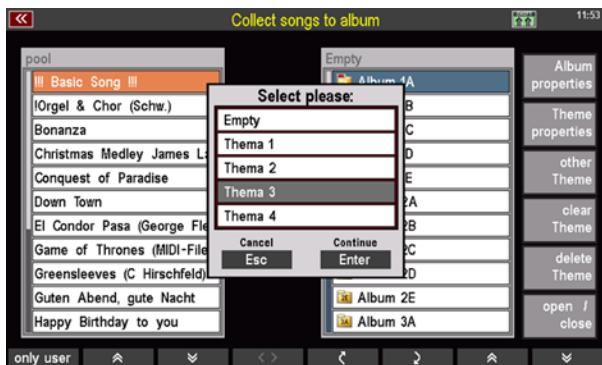 Collect songs to album
11:53
pool
!!! Basic Song !!!
!Orgel & Chor (Schw.)
Bonanza
Christmas Medley James
Conquest of Paradise
Down Town
El Condor Pasa (George Fle
Game of Thrones (MIDI-File
Greensleeves (C Hirschfeld)
Guten Abend, gute Nacht
Happy Birthday to you
Select please:
Empty
Thema 1
Thema 2
Thema 3
Thema 4
Cancel
Esc
Continue
Enter
Empty
Album 1A
B
C
D
E
2A
2B
2C
2D
Album 2E
Album 3A
Album
properties
Theme
properties
other
Theme
clear
Theme
delete
Theme
open /
close
only user